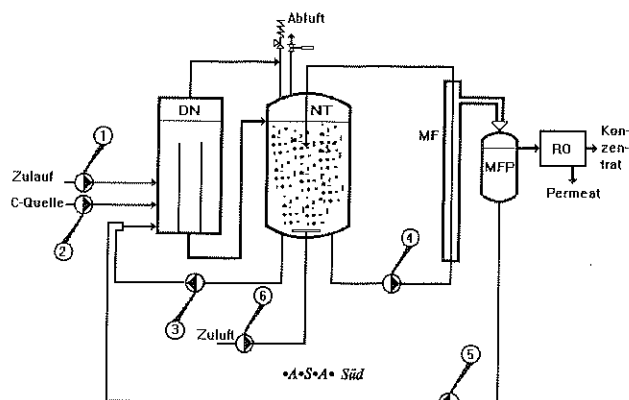 Abluft
DN
NT
1
MF
Kon-
zen-
trat
RO
MFP
Zulauf
C-Quelle
Permeat
2
4
3
6
Zuluft
5
•A•S•A• Süd